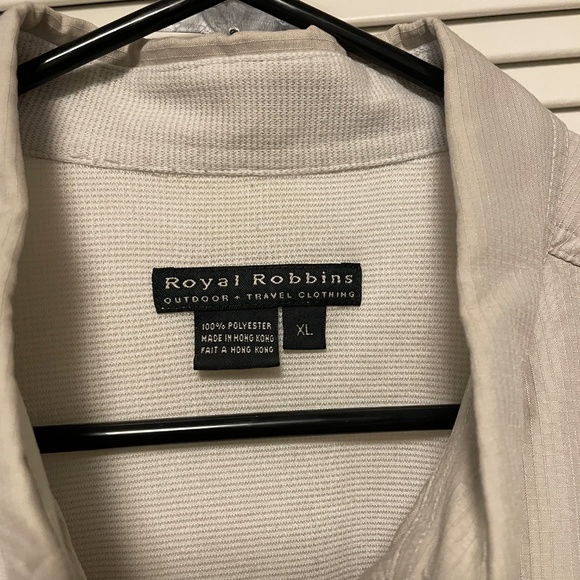 Royal Robbins
OUTDOOR + TRAVEL CLOTHING
100% POLYESTER
MADE IN HONG KONG
FAIT A HONG KONG
XL